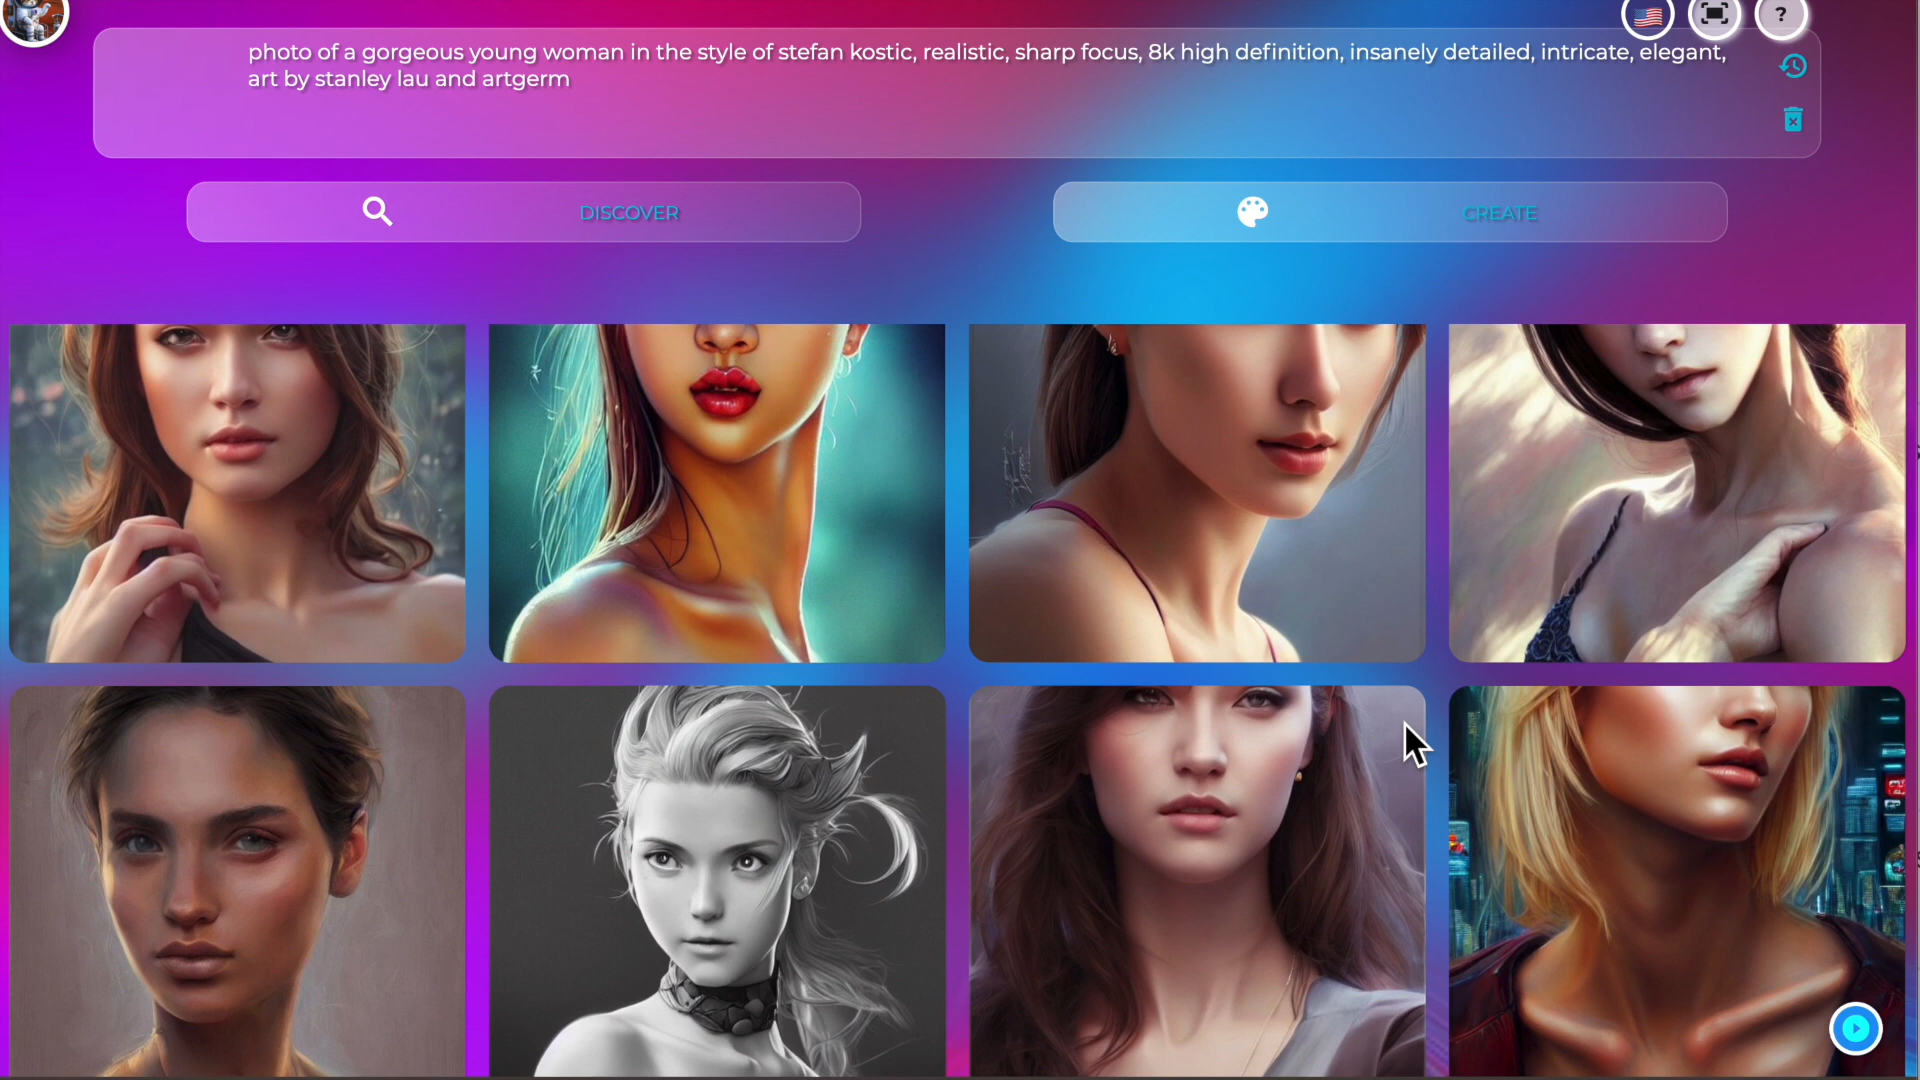 photo of a gorgeous young woman in the style of stefan kostic, realistic, sharp focus, 8k high definition, insanely detailed, intricate, elegant,
art by stanley lau and artgerm
?
DISCOVER
CREATE